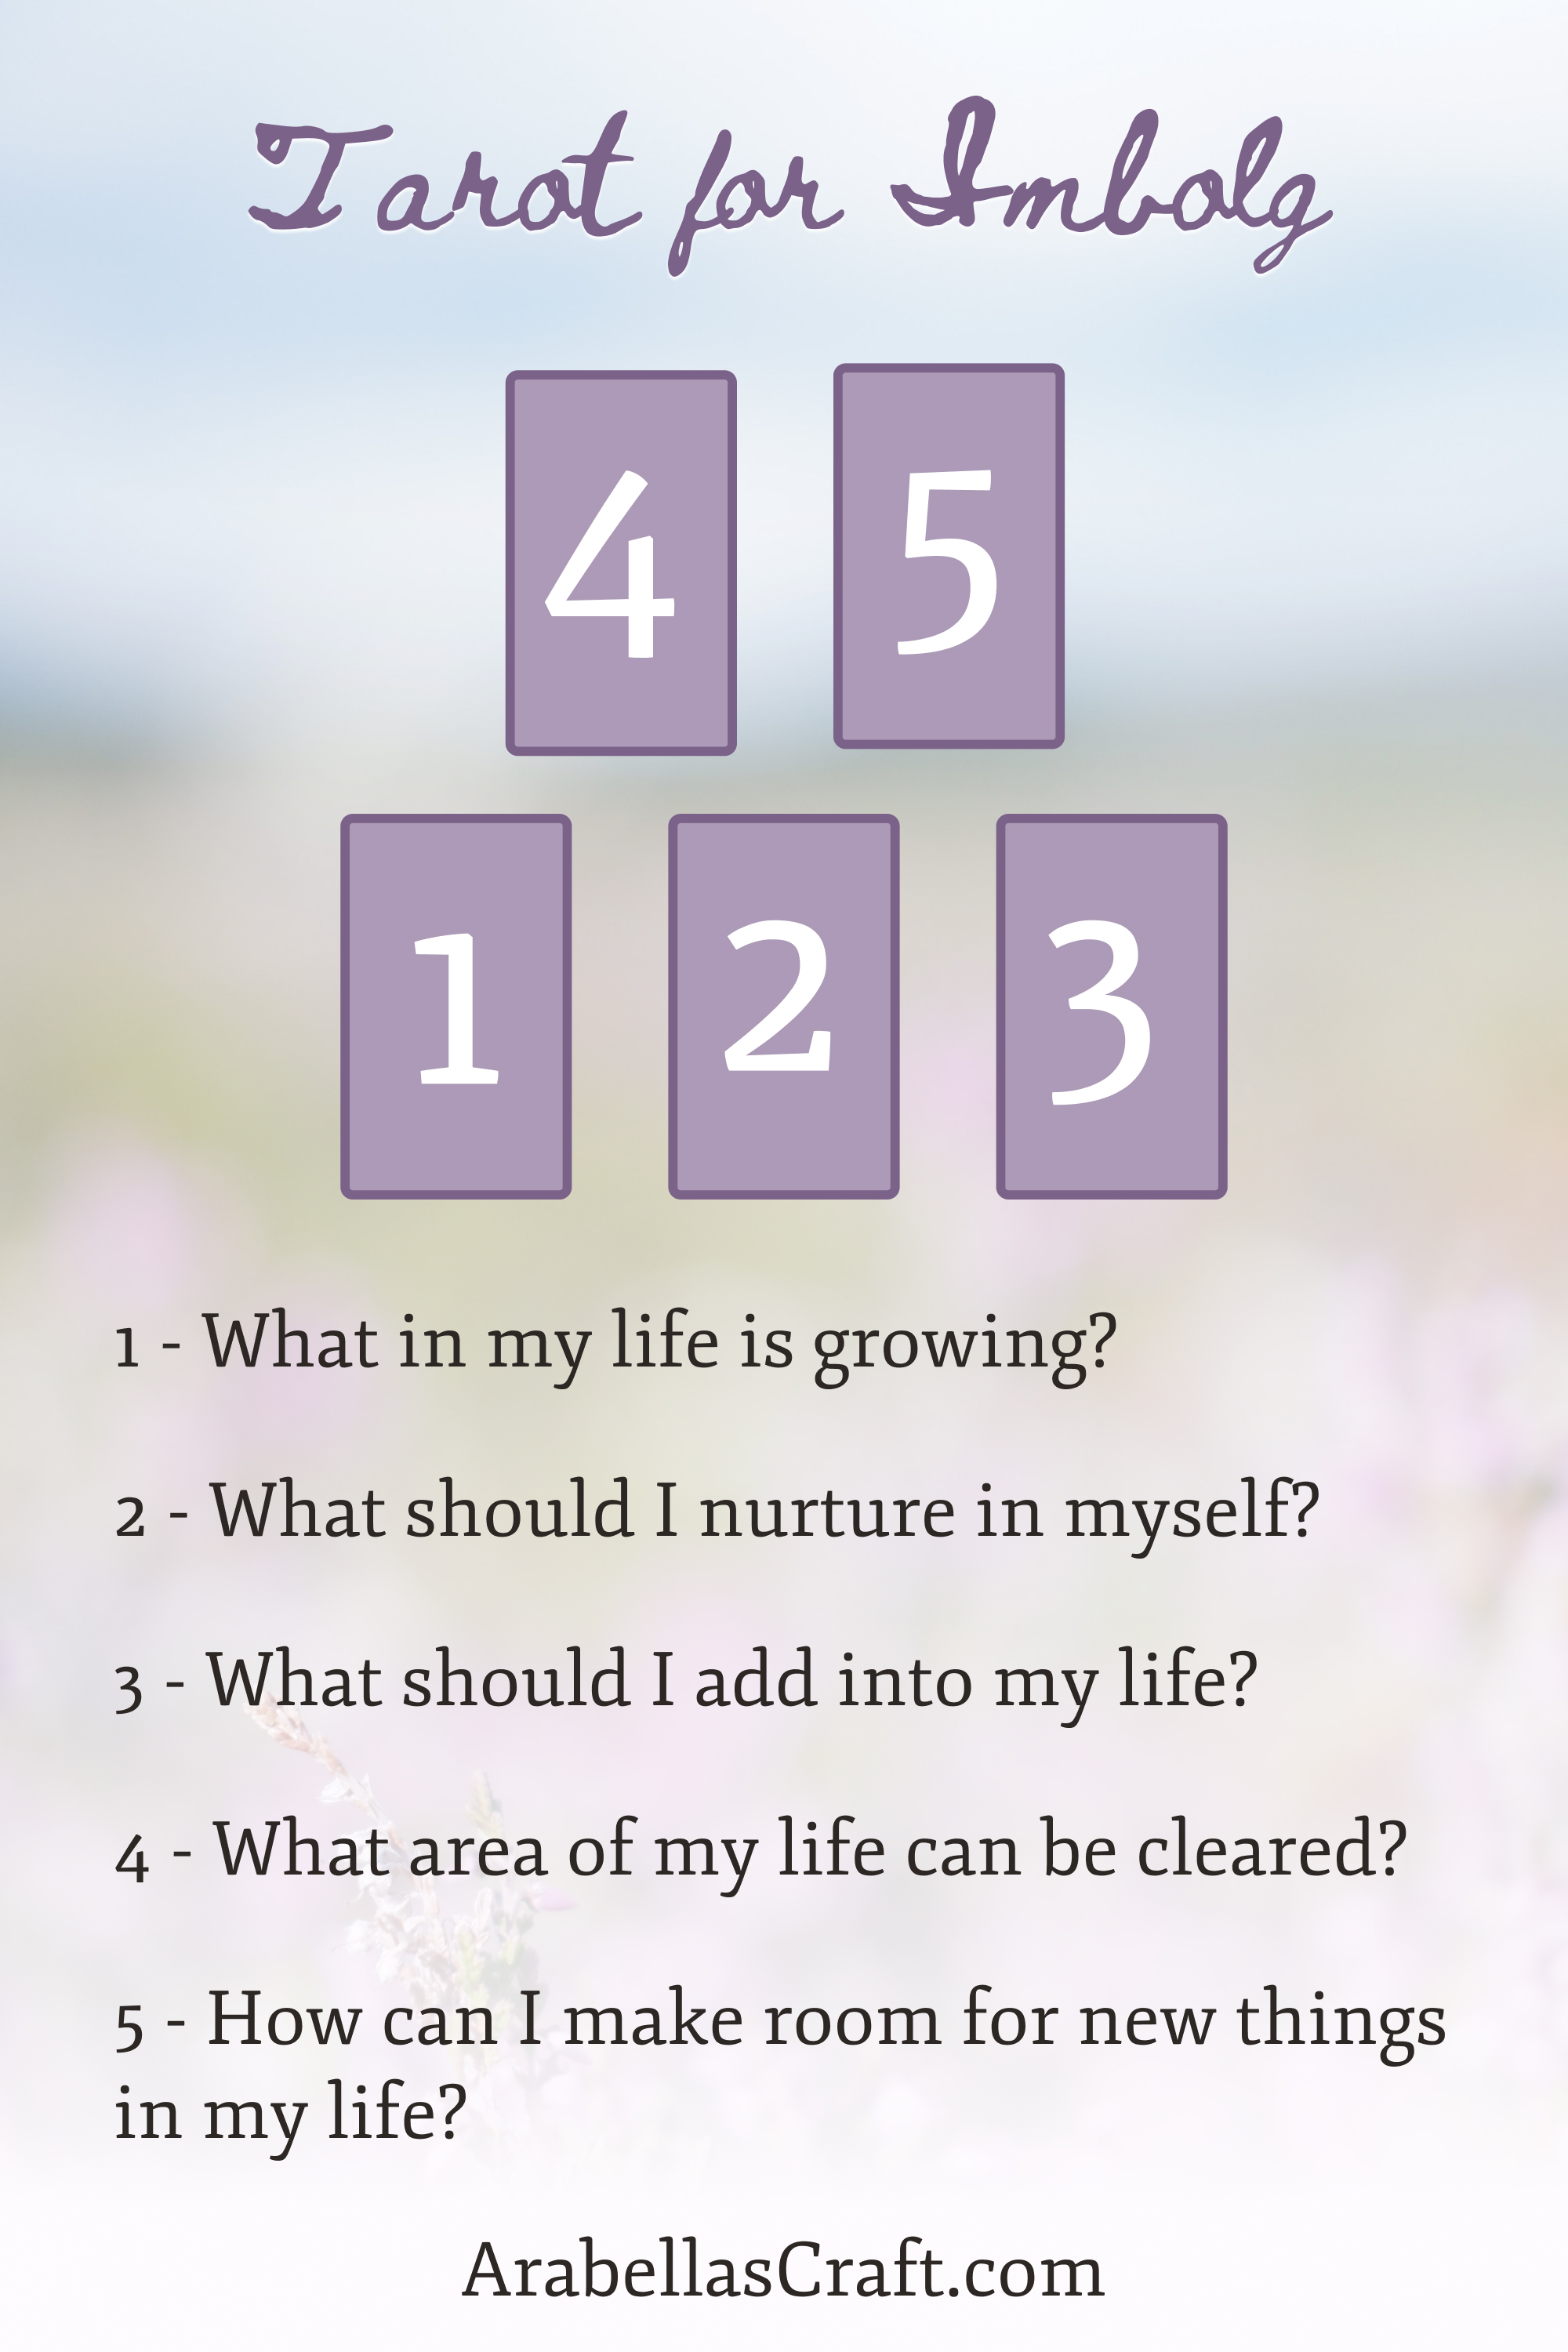 Tarot for Imbolg
4 5
1 2 3
1 - What in my life is growing?
2 - What should I nurture in myself?
3 - What should I add into my life?
4 - What area of my life can be cleared?
5 - How can I make room for new things
in my life?
ArabellasCraft.com